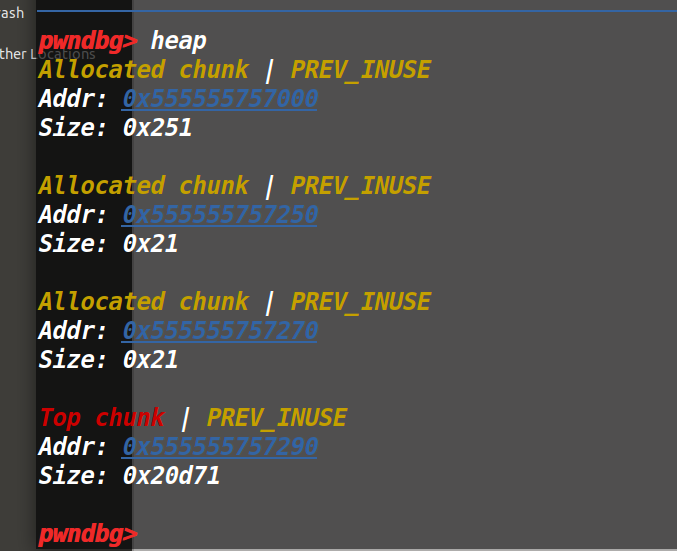 ash
pwndbg> heap
ther Locations
Allocated chunk | PREV_INUSE
Addr: 0x555555757000
Size: 0x251
Allocated chunk | PREV_INUSE
Addr: 0x555555757250
Size: 0x21
Allocated chunk | PREV_INUSE
Addr: 0x555555757270
Size: 0x21
Top chunk | PREV_INUSE
Addr: 0x555555757290
Size: 0x20d71
pwndbg>